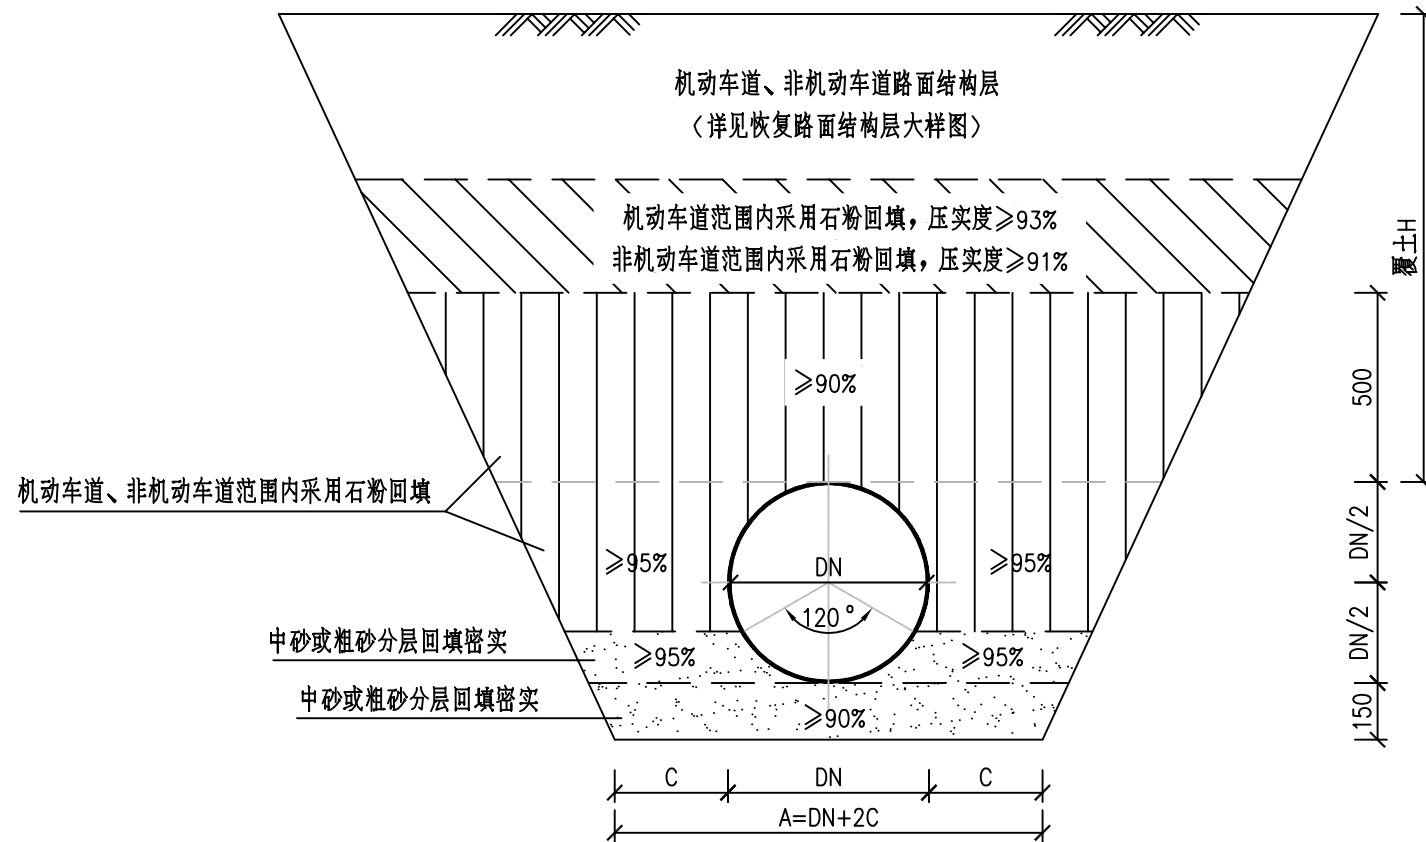 机动车道、非机动车道路面结构层
〈详见恢复路面结构层大样图〉
机动车道范围内采用石粉回填，压实度≥93%
非机动车道范围内采用石粉回填，压实度≥91%
覆土H
≥90%
500
机动车道、非机动车道范围内采用石粉回填
DN/2
≥95%
DN
≥95%
120°
DN/2
中砂或粗砂分层回填密实
≥95%
≥95%
中砂或粗砂分层回填密实
≥90%
150
C
DN
C
A=DN+2C